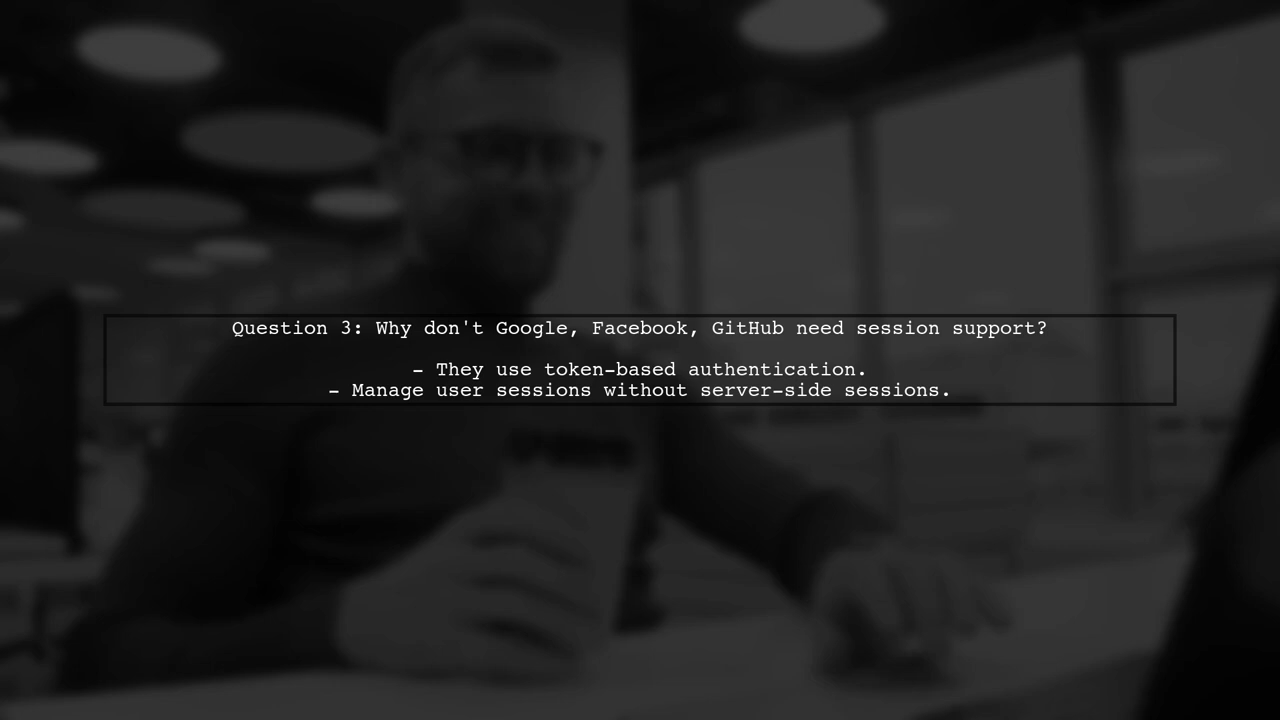 Question 3: Why don't Google, Facebook, GitHub need session support?
- They use token-based authentication.
- Manage user sessions without server-side sessions.